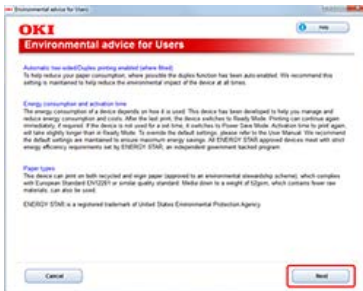 Environmental advice for Users
OKI
Help
Environmental advice for Users
Automatic two-sided/Duplex printing enabled (where fitted)
To help reduce your paper consumption, where possible the duplex function has been auto-enabled. We recommend this
setting is maintained to help reduce the environmental impact of the device at all times.
Energy consumption and activation time
The energy consumption of a device depends on how it is used. This device has been developed to help you manage and
reduce energy consumption and costs. After the last print, the device switches to Ready Mode. Printing can continue again
immediately, if required. If the device is not used for a set time, it switches to Power Save Mode. Activation time to print again,
will take slightly longer than in Ready Mode. To override the default settings, please refer to the User Manual. We recommend
the default settings are maintained to ensure maximum energy savings. All ENERGY STAR approved devices meet with strict
energy efficiency requirements set by ENERGY STAR, an independent government backed program.
Paper types
This device can print on both recycled and virgin paper (approved to an environmental stewardship scheme), which complies
with European Standard EN12281 or similar quality standard. Media down to a weight of 62gsm, which contains fewer raw
materials, can also be used.
ENERGY STAR is a registered trademark of United States Environmental Protection Agency.
Cancel
Next